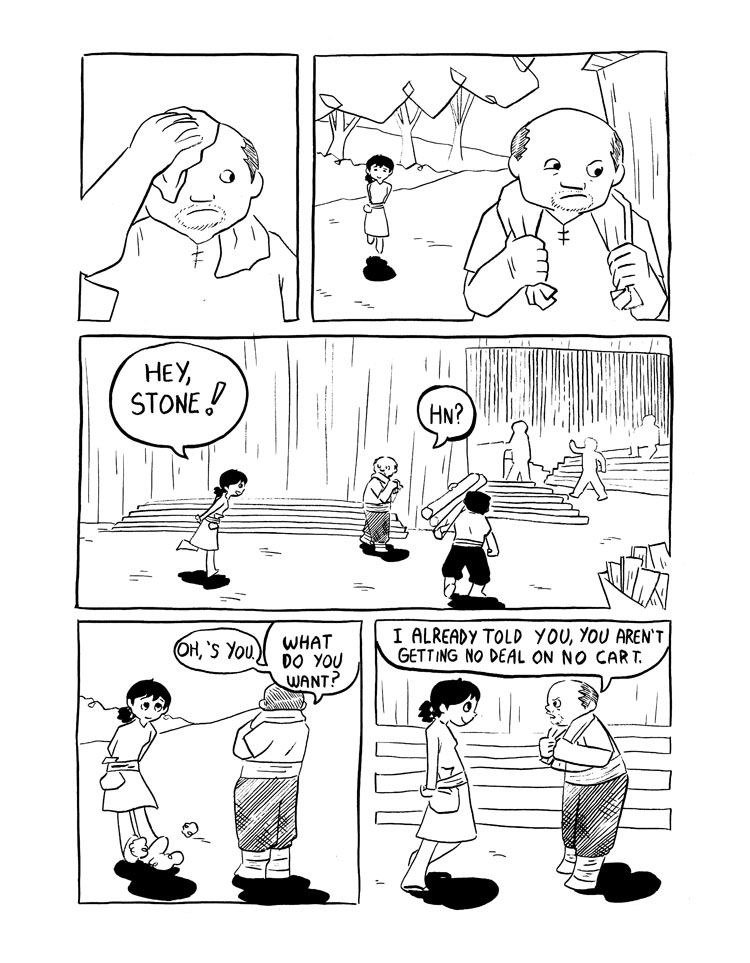 HEY,
STONE!
HN?
OH, 'S YOU.
WHAT
DO YOU
WANT?
I ALREADY TOLD YOU, YOU AREN'T
GETTING NO DEAL ON NO CART.